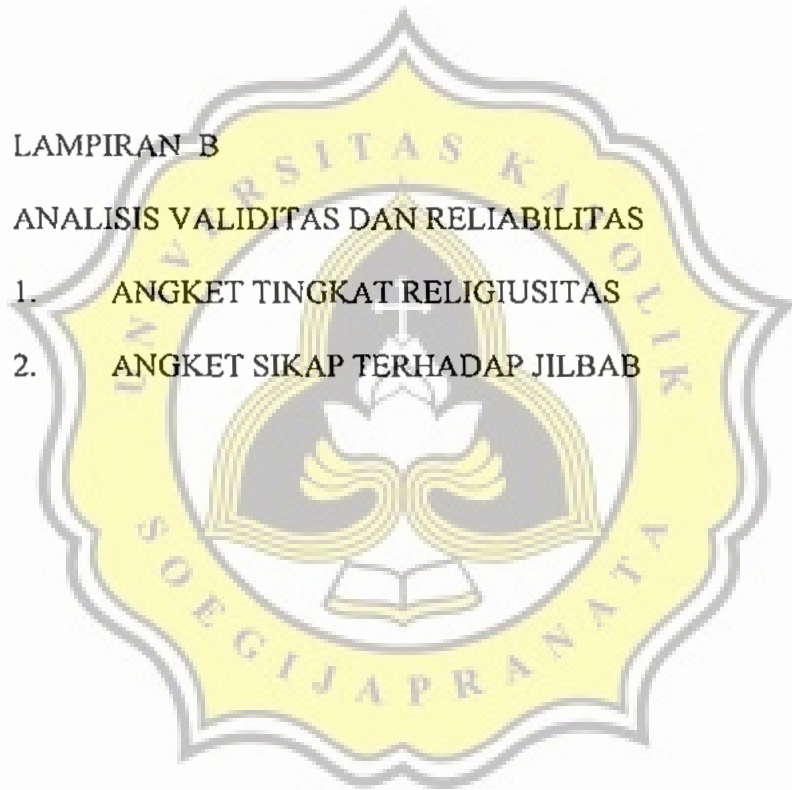 LAMPIRAN B
ANALISIS VALIDITAS DAN RELIABILITAS
1. ANGKET TINGKAT RELIGIUSITAS
2. ANGKET SIKAP TERHADAP JILBAB
UNIVERSITAS KATOLIK
SOEGIJAPRANATA